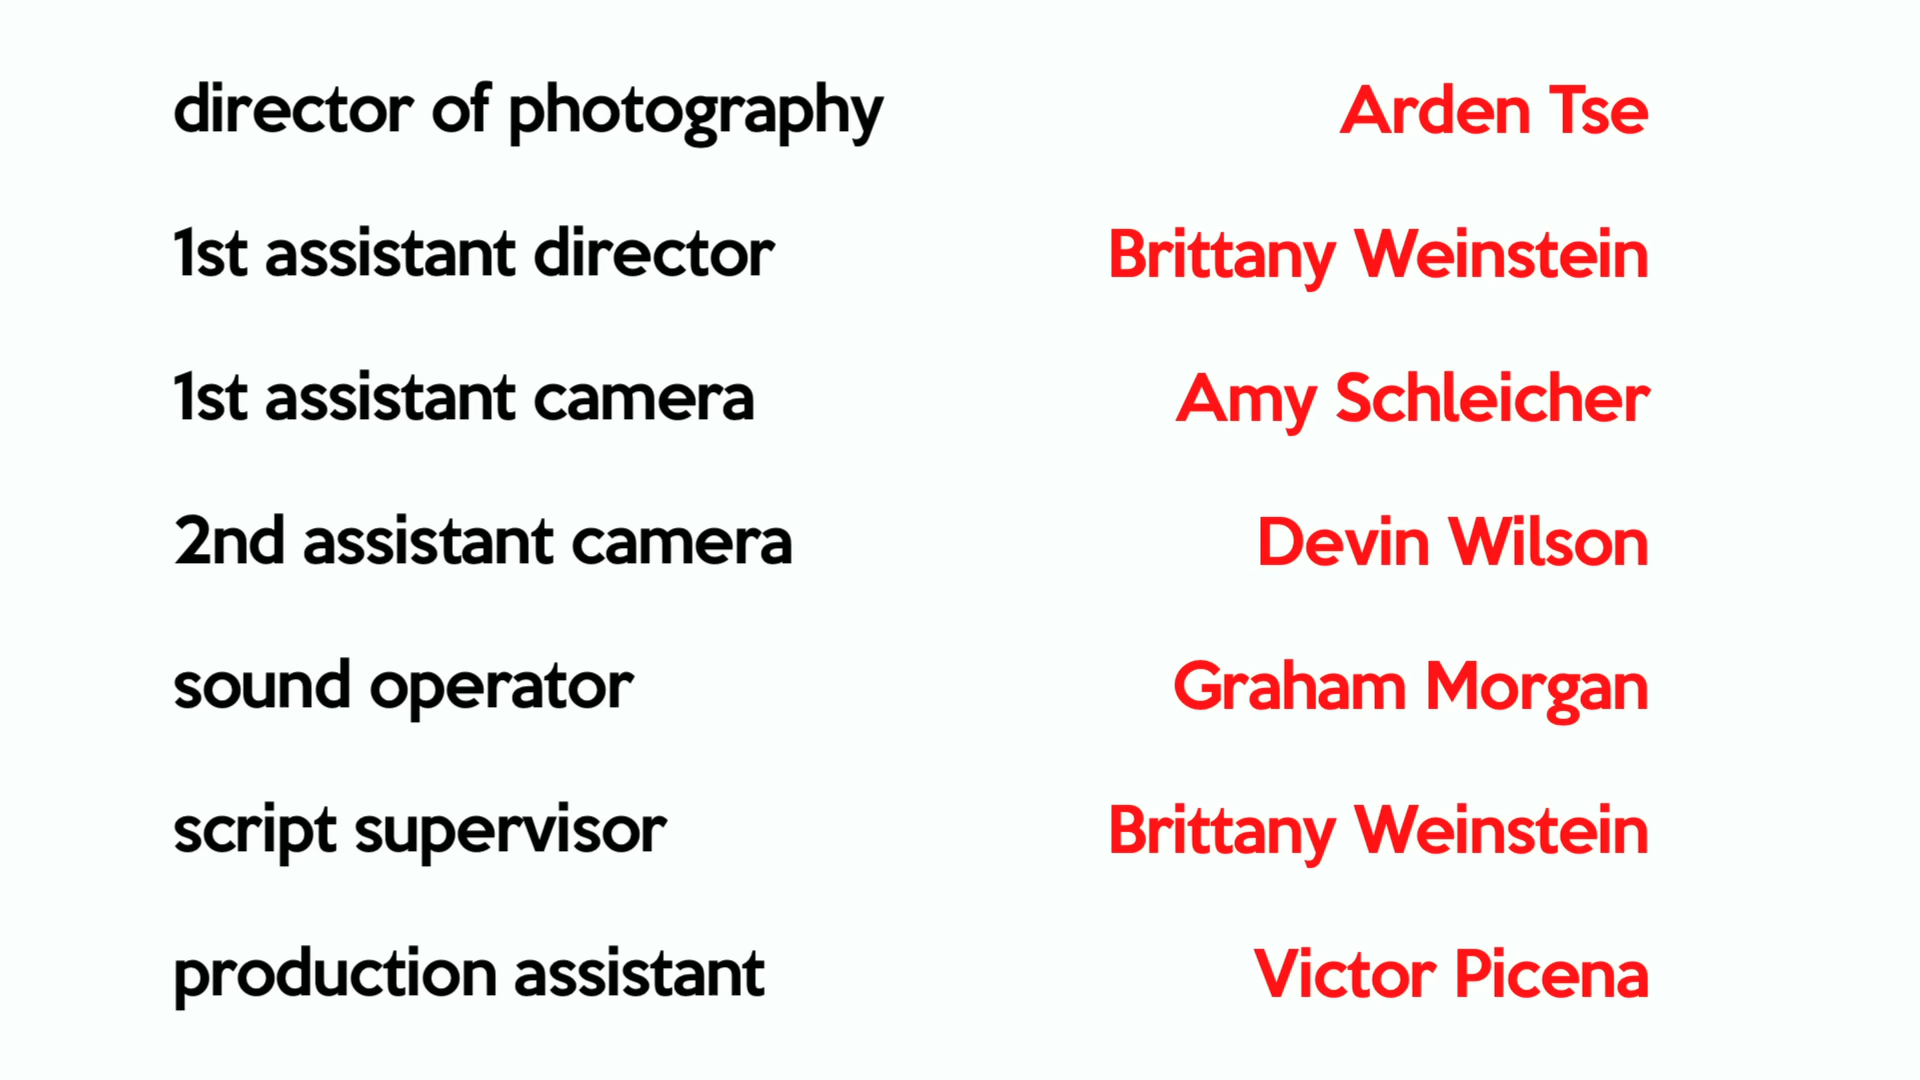 director of photography Arden Tse
1st assistant director Brittany Weinstein
1st assistant camera Amy Schleicher
2nd assistant camera Devin Wilson
sound operator Graham Morgan
script supervisor Brittany Weinstein
production assistant Victor Picena